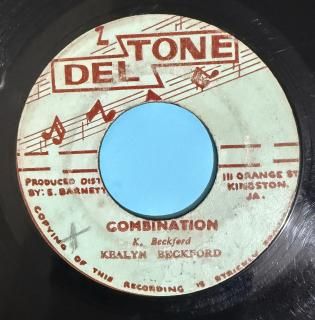 DEL TONE
PRODUCED DIST
BY: E. BARNETT
111 ORANGE ST
KINGSTON,
JA.
COMBINATION
K. Beckford
KEALYN BECKFORD
COPYING OF THIS RECORDING IS STRICTLY